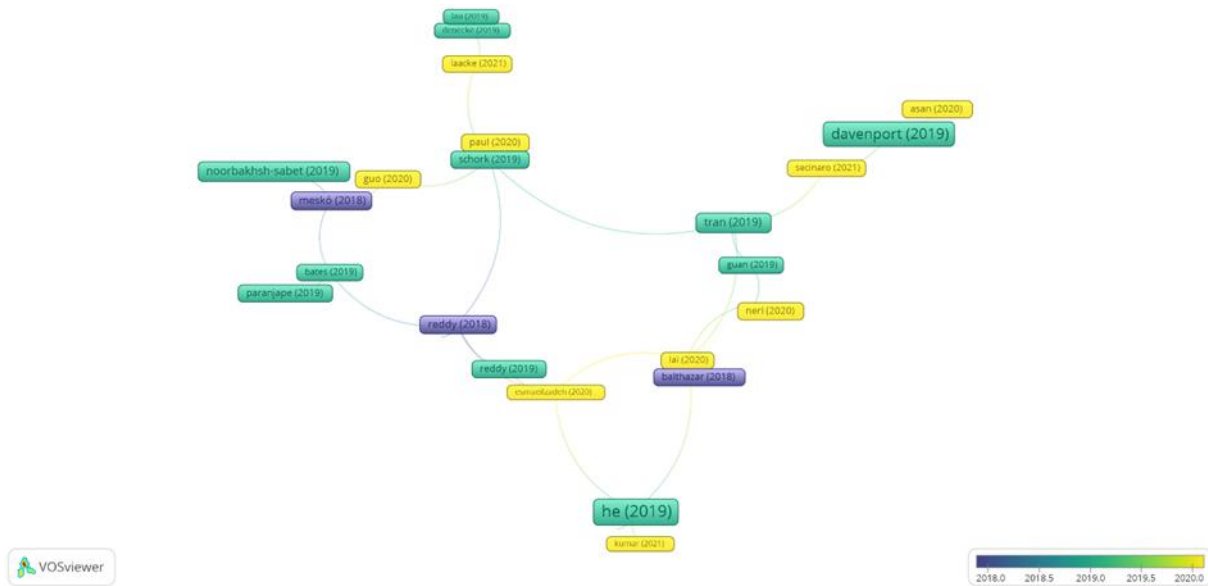 denecke (2019)
laacke (2021)
asan (2020)
davenport (2019)
paul (2020)
schork (2019)
noorbakhsh-sabet (2019)
secinaro (2021)
guo (2020)
meskó (2018)
tran (2019)
guan (2019)
bates (2019)
paranjape (2019)
neri (2020)
reddy (2018)
lai (2020)
reddy (2019)
balthazar (2018)
esmaeilzadeh (2020)
he (2019)
kumar (2021)
VOSviewer
2018.0 2018.5 2019.0 2019.5 2020.0